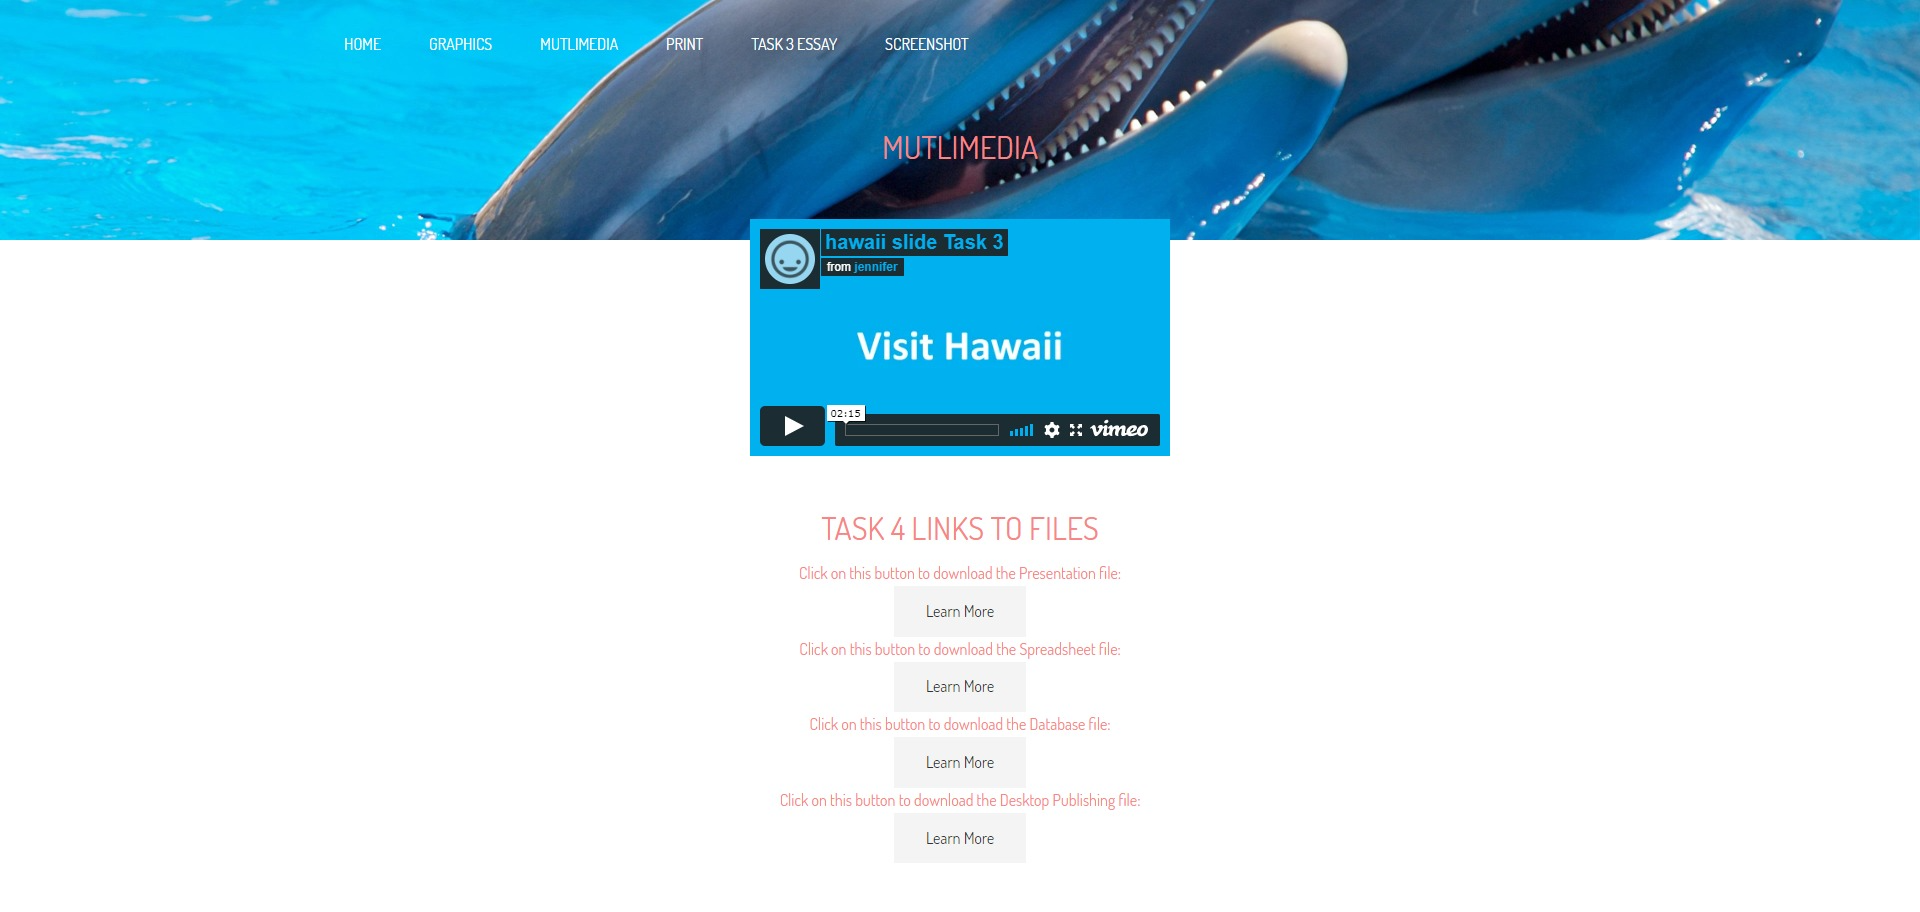 HOME GRAPHICS MUTLIMEDIA PRINT TASK 3 ESSAY SCREENSHOT
MUTLIMEDIA
hawaii slide Task 3
from jennifer
Visit Hawaii
02:15
vimeo
TASK 4 LINKS TO FILES
Click on this button to download the Presentation file:
Learn More
Click on this button to download the Spreadsheet file:
Learn More
Click on this button to download the Database file:
Learn More
Click on this button to download the Desktop Publishing file:
Learn More